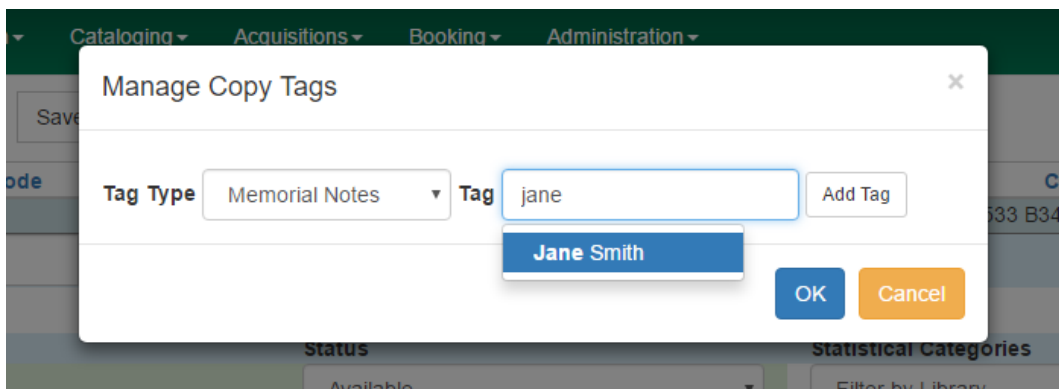 Cataloging Acquisitions Booking Administration
Manage Copy Tags ×
Save
ode C
Tag Type Memorial Notes Tag jane Add Tag
533 B34
Jane Smith
OK Cancel
Status Statistical Categories
Available Filter by Library